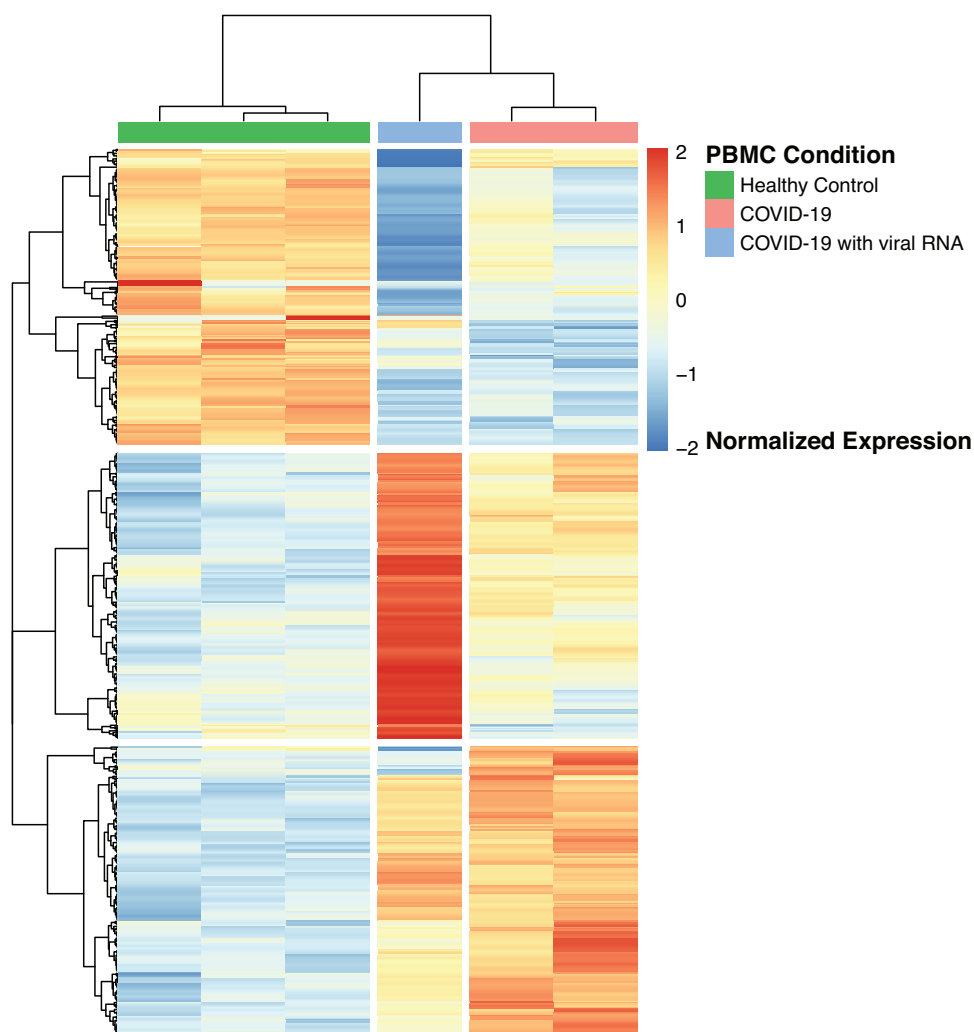 PBMC Condition
Healthy Control
COVID-19
COVID-19 with viral RNA
2
1
0
−1
−2
Normalized Expression